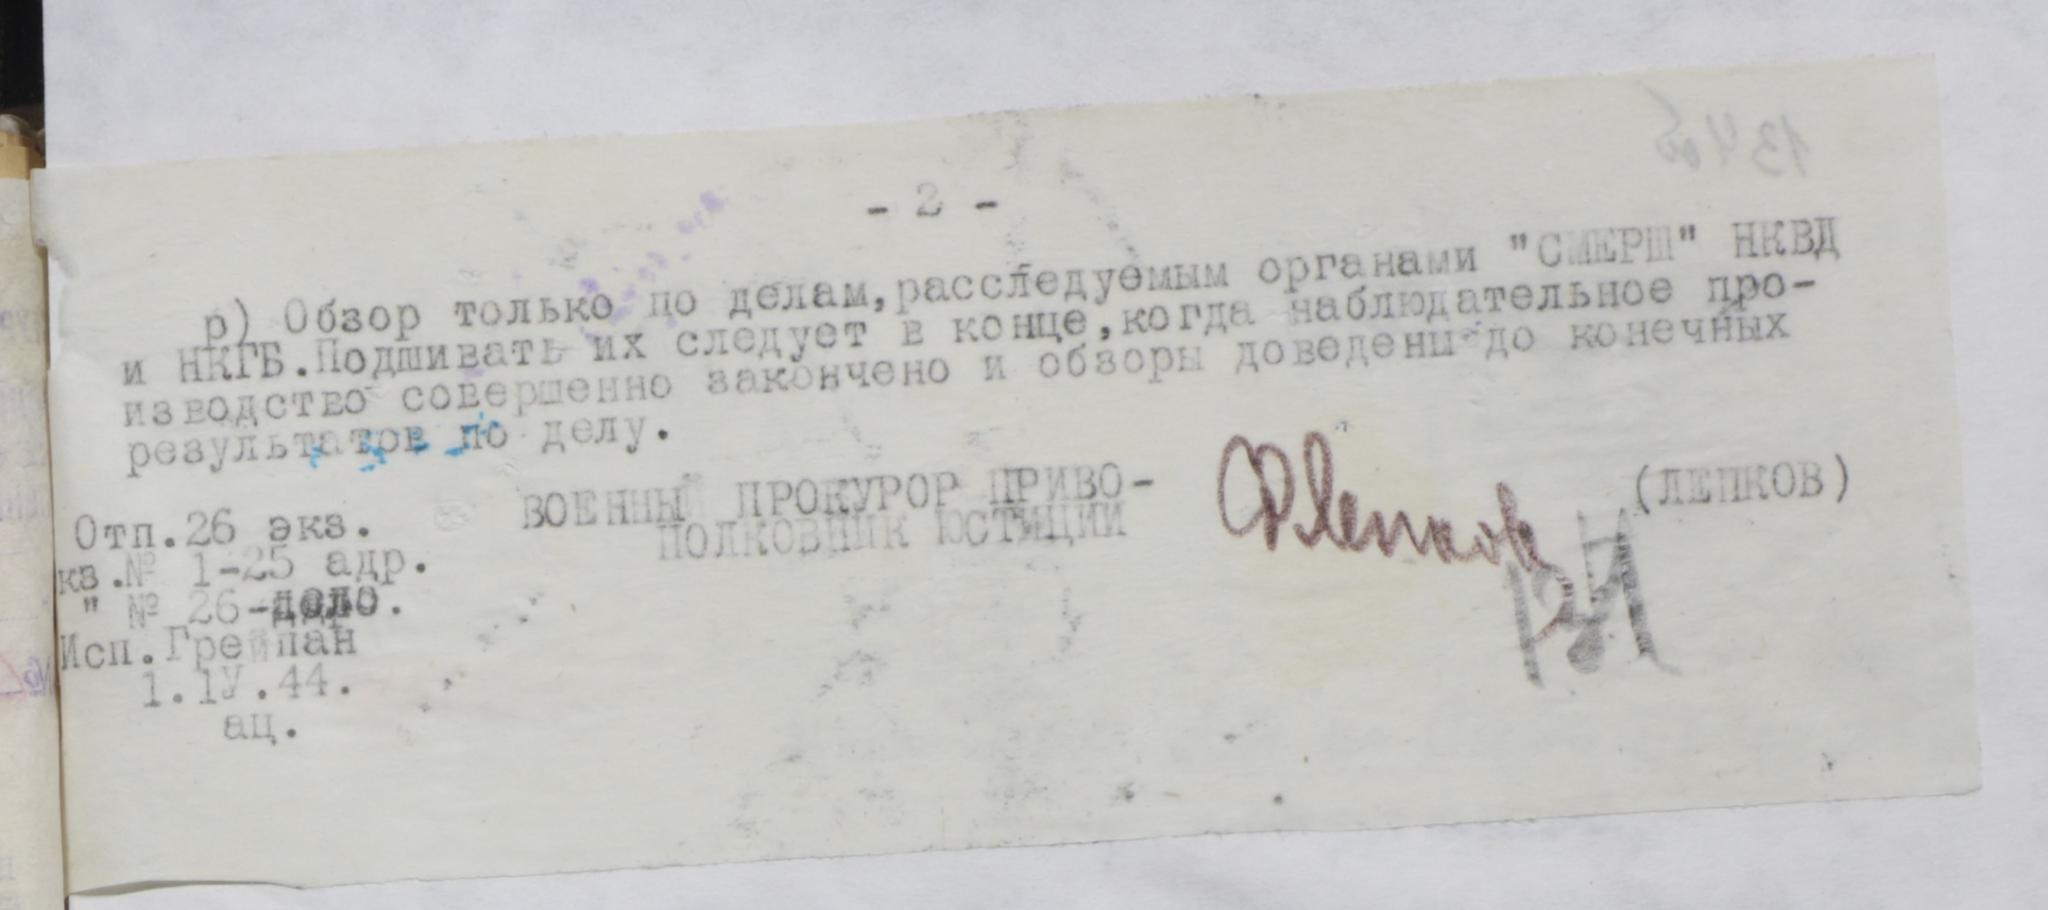 - 2 -
р) Обзор только по делам,расследуемым органами "СМЕРШ" НКВД
и НКГБ.Подшивать их следует в конце,когда наблюдательное про-
изводство совершенно закончено и обзоры доведены до конечных
результатов по делу.
ВОЕННЫЙ ПРОКУРОР ПРИВО-
ПОЛКОВНИК ЮСТИЦИИ
(ЛЕПКОВ)
Лепков
Отп.26 экз.
кз.№ 1-25 адр.
" № 26-дело.
Исп.Грейпан
1.1У.44.
ац.